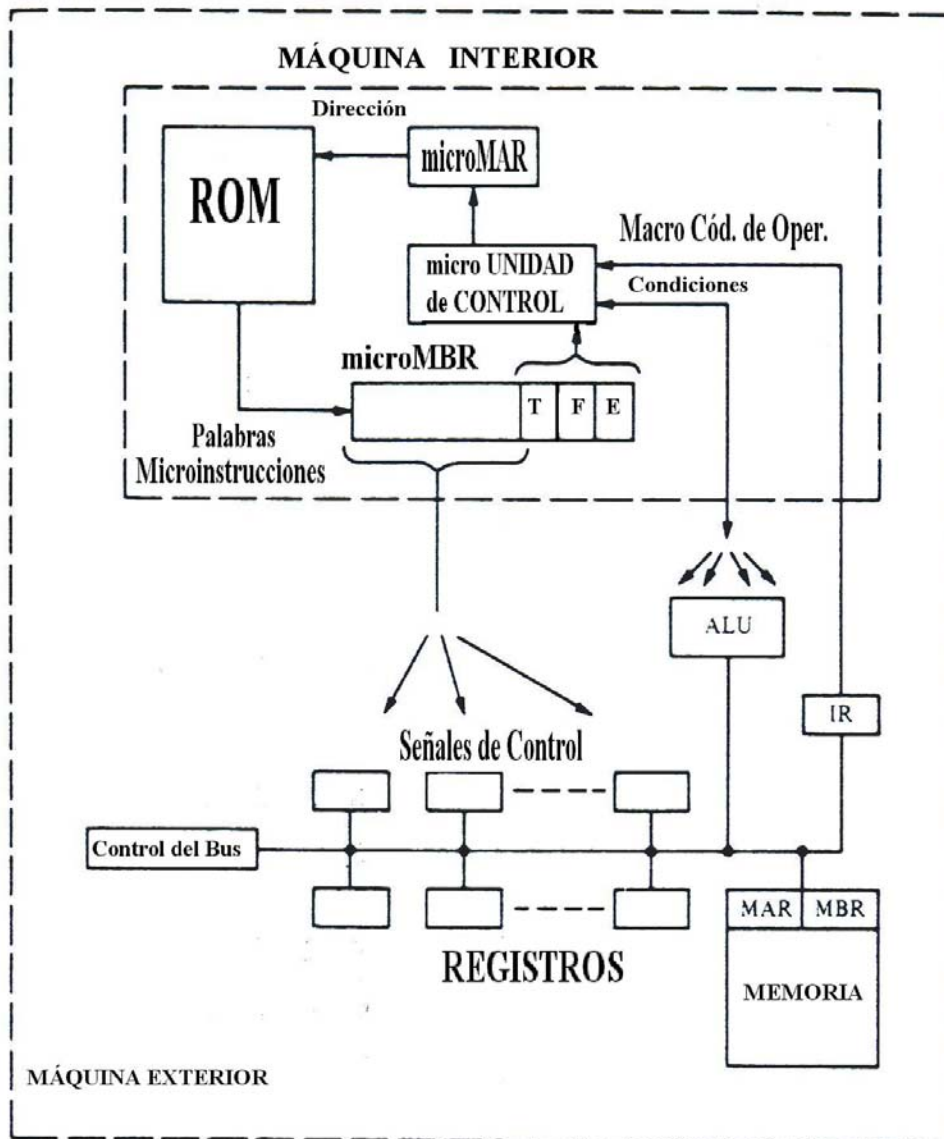 MÁQUINA INTERIOR
Dirección
ROM
microMAR
Macro Cód. de Oper.
micro UNIDAD
de CONTROL
Condiciones
microMBR
T F E
Palabras
Microinstrucciones
ALU
IR
Señales de Control
Control del Bus
MAR MBR
REGISTROS
MEMORIA
MÁQUINA EXTERIOR